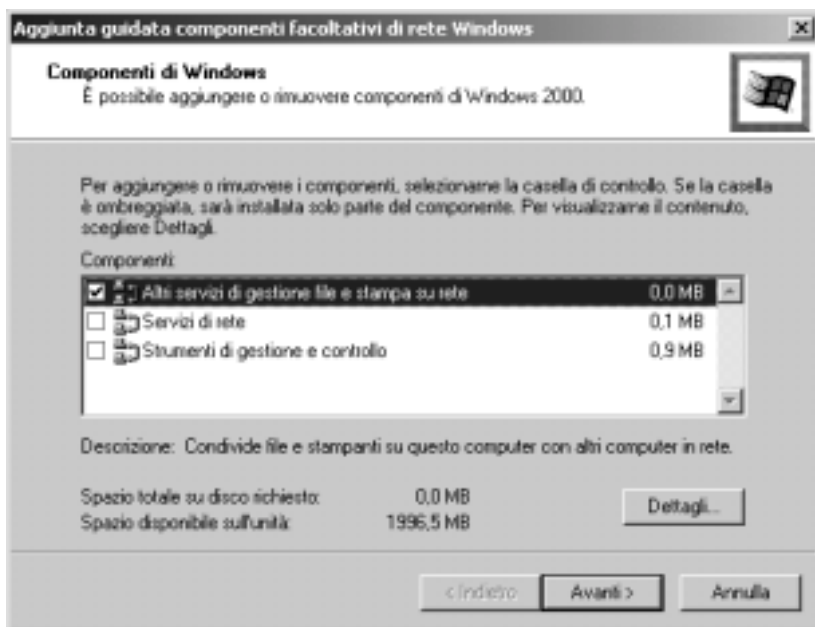 Aggiunta guidata componenti facoltativi di rete Windows
Componenti di Windows
È possibile aggiungere o rimuovere componenti di Windows 2000.
Per aggiungere o rimuovere i componenti, selezionarne la casella di controllo. Se la casella
è ombreggiata, sarà installata solo parte del componente. Per visualizzarne il contenuto,
scegliere Dettagli.
Componenti:
Altri servizi di gestione file e stampa su rete 0,0 MB
Servizi di rete 0,1 MB
Strumenti di gestione e controllo 0,9 MB
Descrizione: Condivide file e stampanti su questo computer con altri computer in rete.
Spazio totale su disco richiesto: 0,0 MB
Spazio disponibile sull'unità: 1996,5 MB
Dettagli...
< Indietro Avanti > Annulla